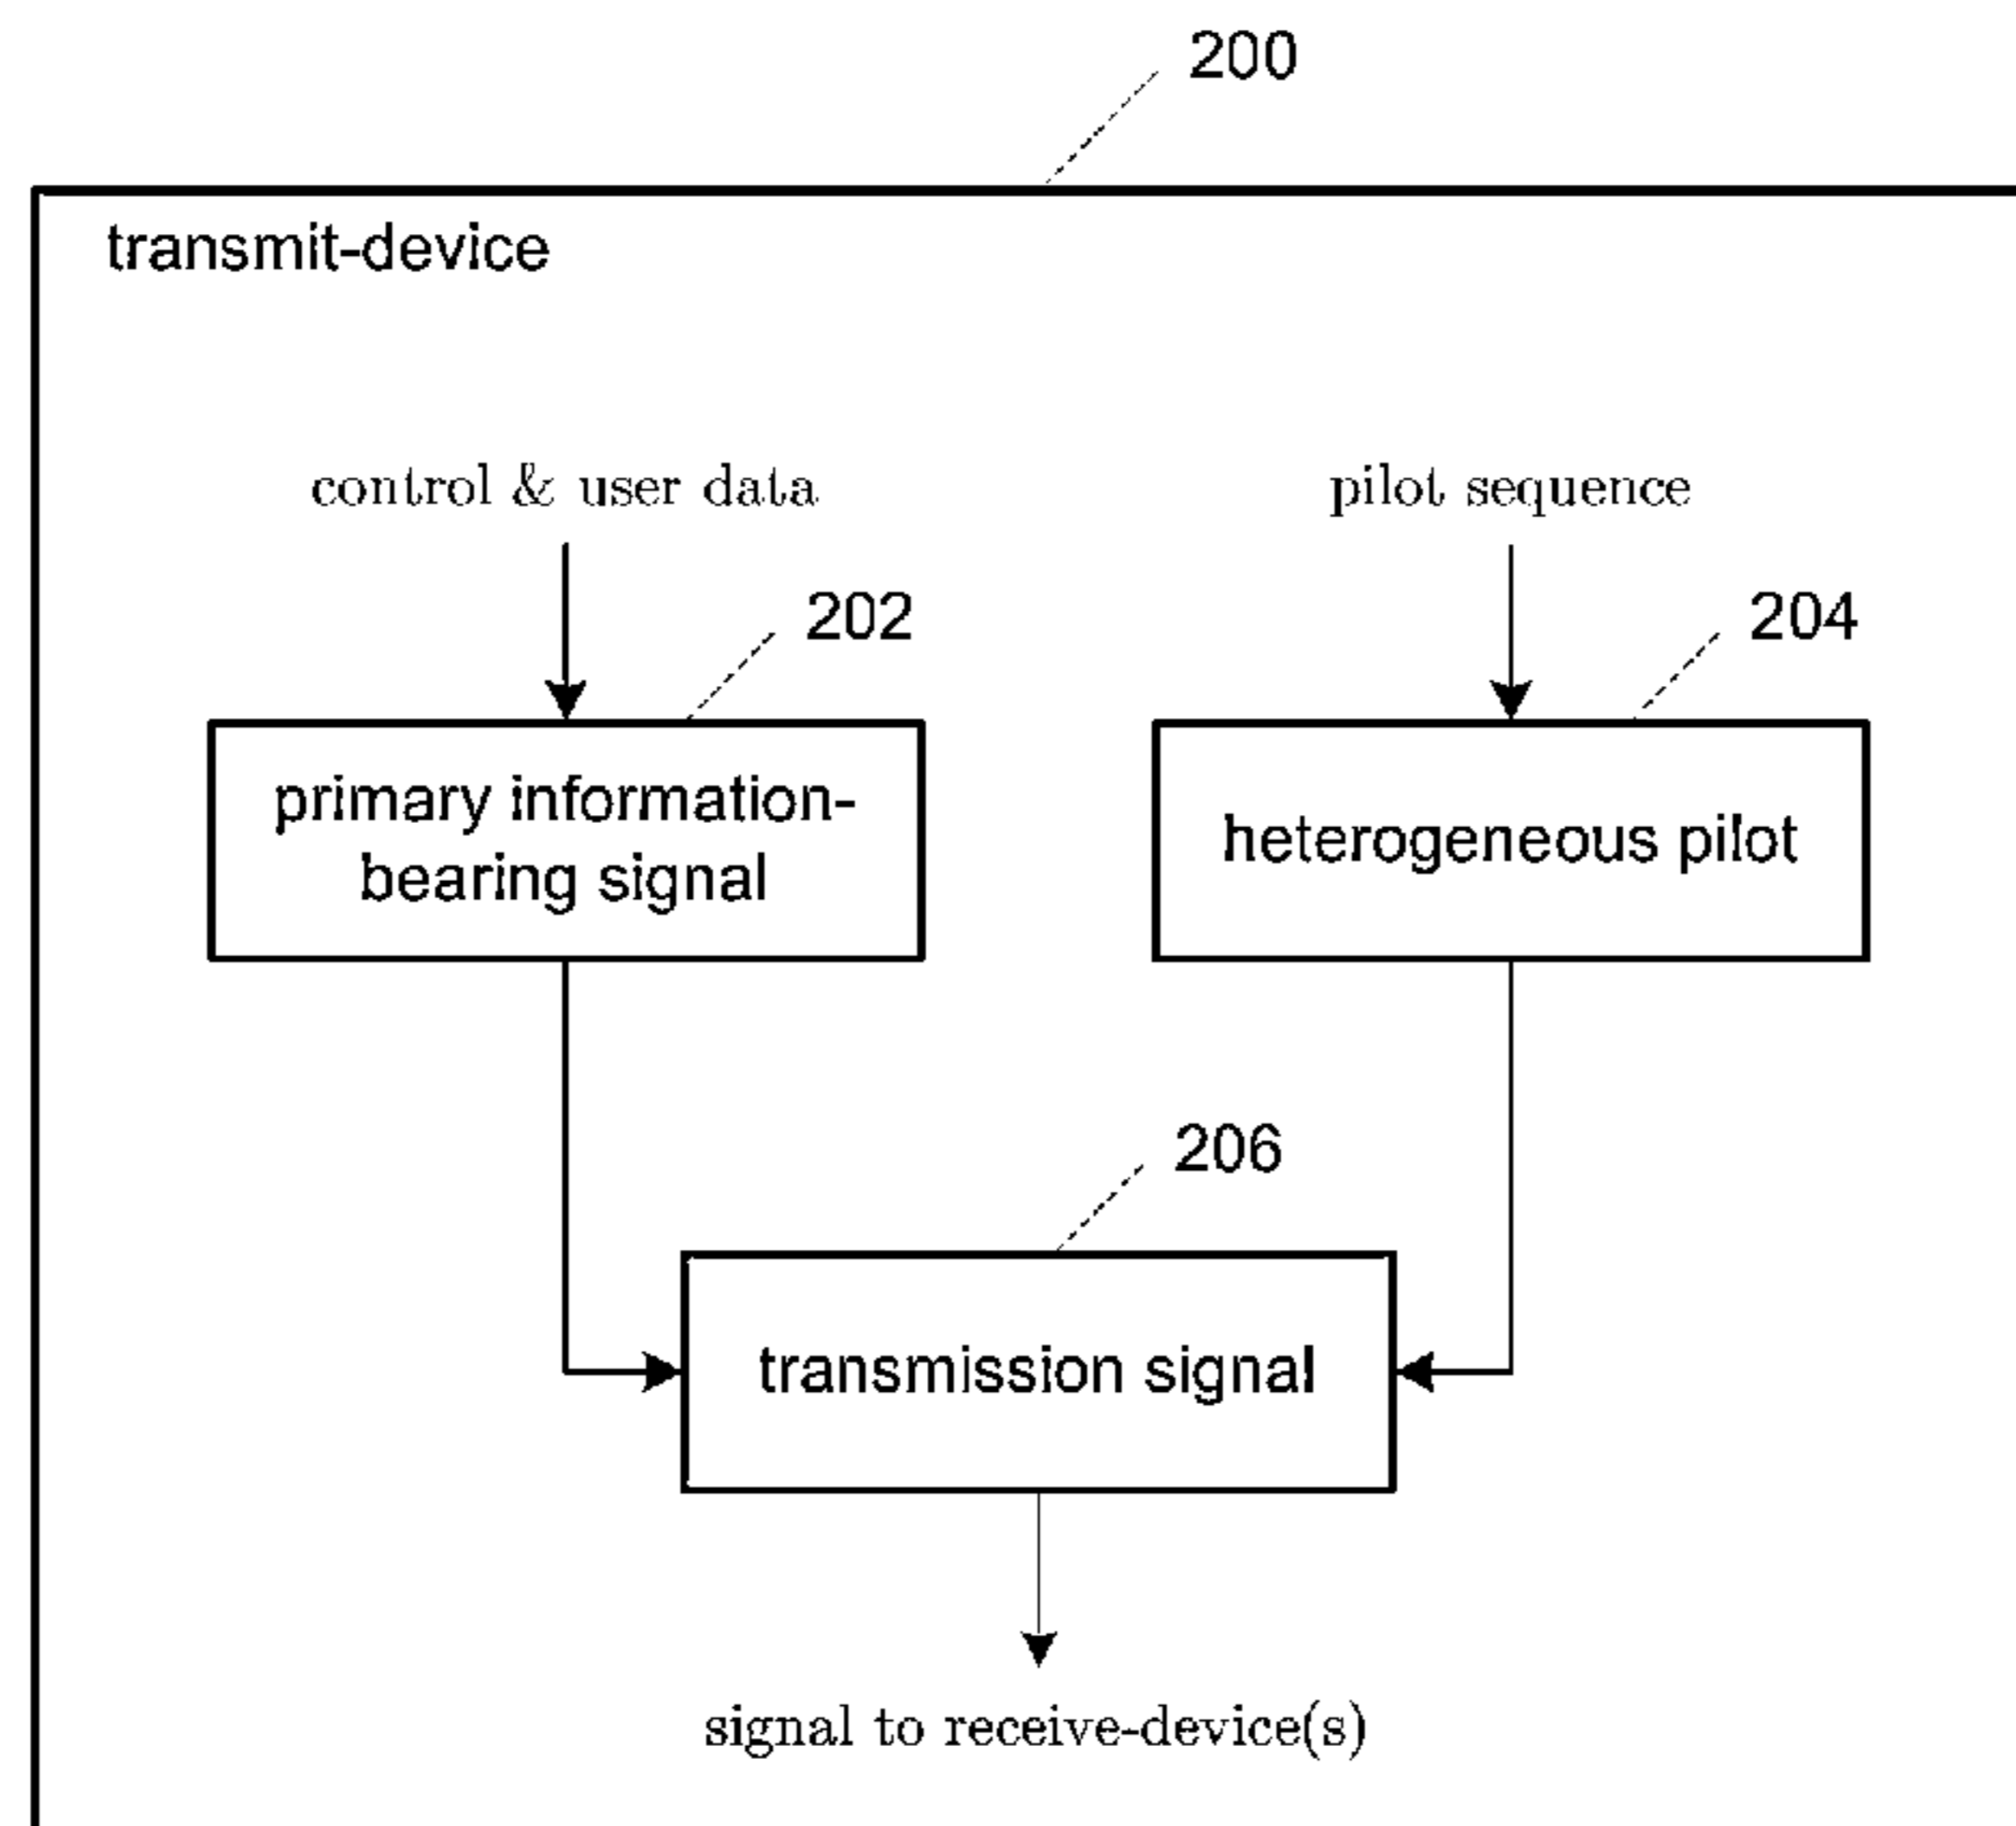 200
transmit-device
control & user data
pilot sequence
202
204
primary information-
bearing signal
heterogeneous pilot
206
transmission signal
signal to receive-device(s)